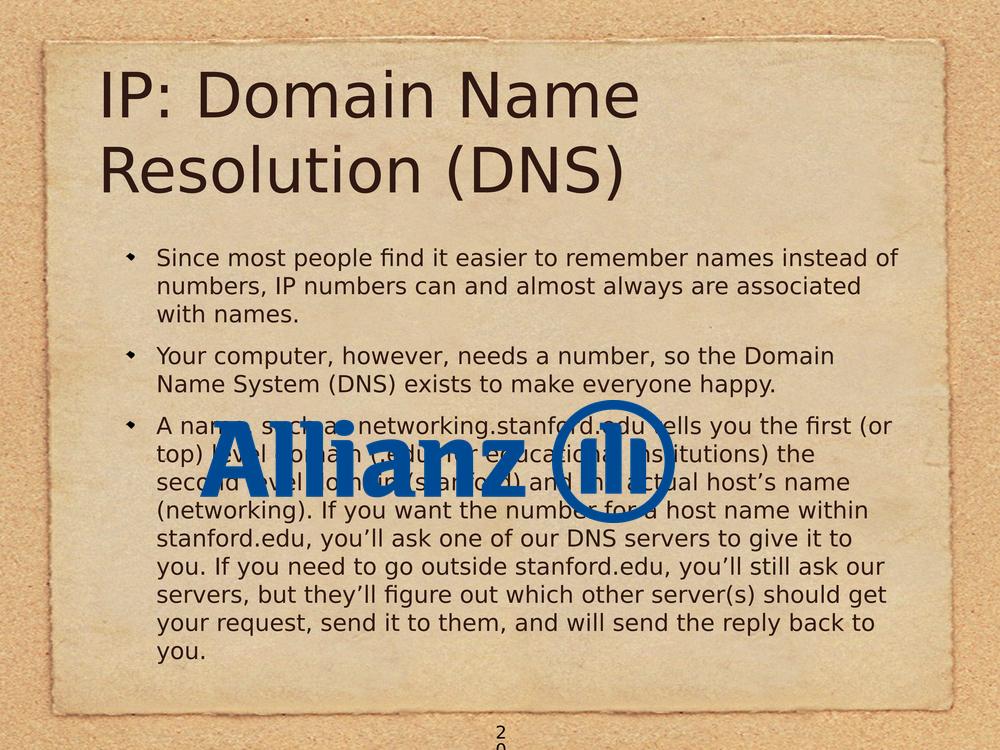 IP: Domain Name
Resolution (DNS)
Since most people find it easier to remember names instead of
numbers, IP numbers can and almost always are associated
with names.
Your computer, however, needs a number, so the Domain
Name System (DNS) exists to make everyone happy.
A name, such as networking.stanford.edu tells you the first (or
top) level domain (.edu for educational institutions) the
second level domain (stanford) and the actual host’s name
(networking). If you want the number for a host name within
stanford.edu, you’ll ask one of our DNS servers to give it to
you. If you need to go outside stanford.edu, you’ll still ask our
servers, but they’ll figure out which other server(s) should get
your request, send it to them, and will send the reply back to
you.
Allianz
2
0